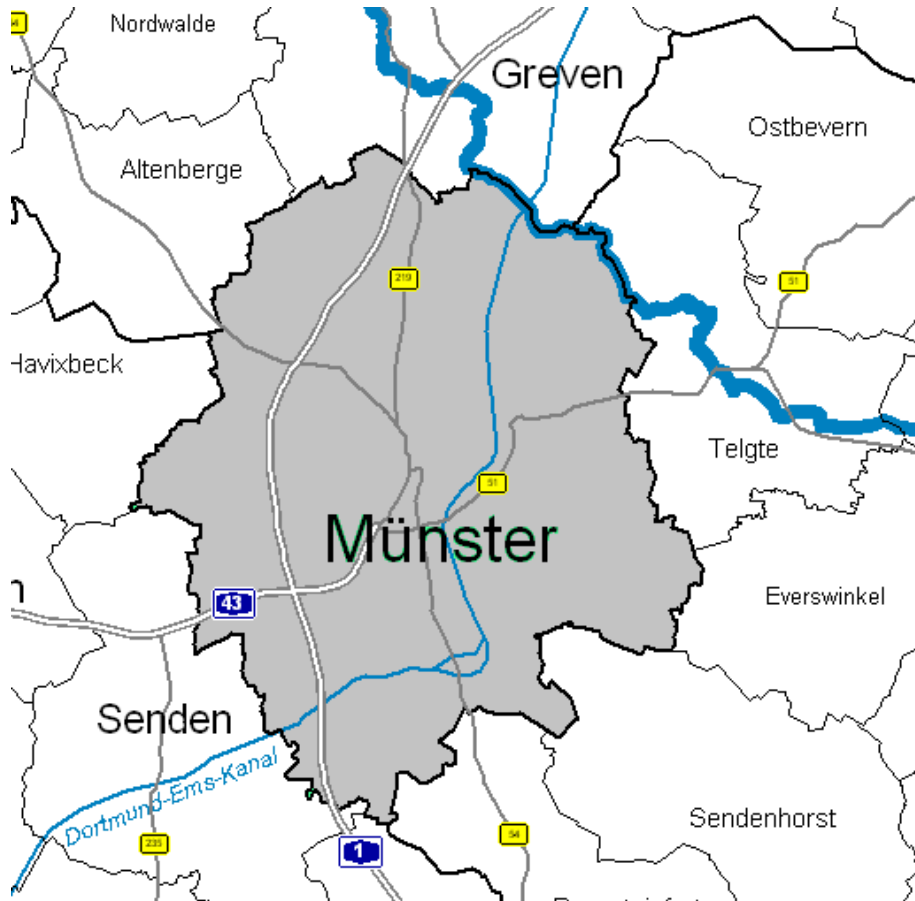 54
Nordwalde
Greven
Ostbevern
Altenberge
219
51
Havixbeck
Telgte
51
Münster
43
Everswinkel
Senden
Dortmund-Ems-Kanal
Sendenhorst
54
235
1